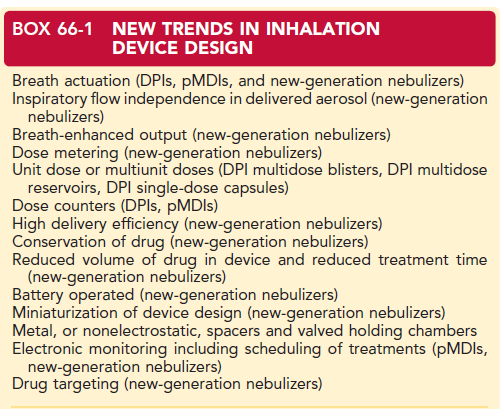 BOX 66-1 NEW TRENDS IN INHALATION
DEVICE DESIGN
Breath actuation (DPIs, pMDIs, and new-generation nebulizers)
Inspiratory flow independence in delivered aerosol (new-generation
nebulizers)
Breath-enhanced output (new-generation nebulizers)
Dose metering (new-generation nebulizers)
Unit dose or multiunit doses (DPI multidose blisters, DPI multidose
reservoirs, DPI single-dose capsules)
Dose counters (DPIs, pMDIs)
High delivery efficiency (new-generation nebulizers)
Conservation of drug (new-generation nebulizers)
Reduced volume of drug in device and reduced treatment time
(new-generation nebulizers)
Battery operated (new-generation nebulizers)
Miniaturization of device design (new-generation nebulizers)
Metal, or nonelectrostatic, spacers and valved holding chambers
Electronic monitoring including scheduling of treatments (pMDIs,
new-generation nebulizers)
Drug targeting (new-generation nebulizers)